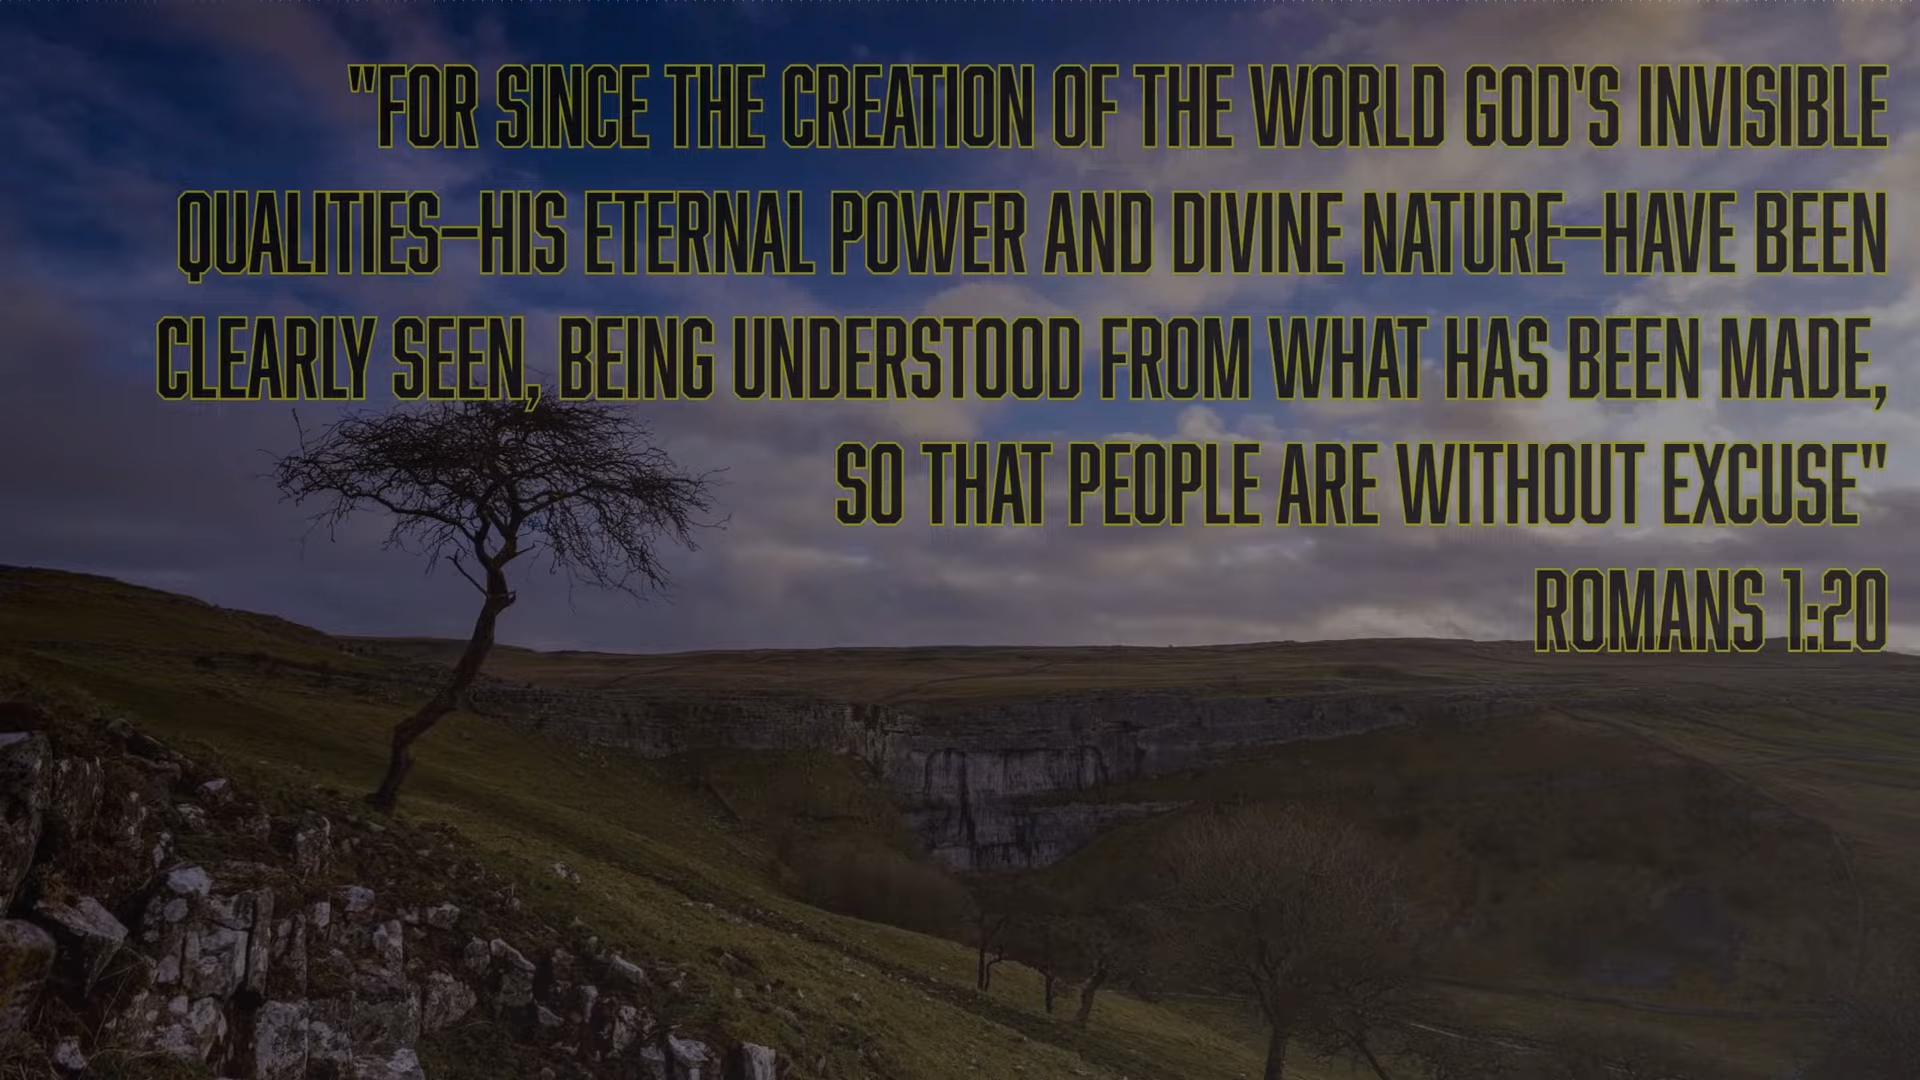 "FOR SINCE THE CREATION OF THE WORLD GOD'S INVISIBLE
QUALITIES—HIS ETERNAL POWER AND DIVINE NATURE—HAVE BEEN
CLEARLY SEEN, BEING UNDERSTOOD FROM WHAT HAS BEEN MADE,
SO THAT PEOPLE ARE WITHOUT EXCUSE"
ROMANS 1:20